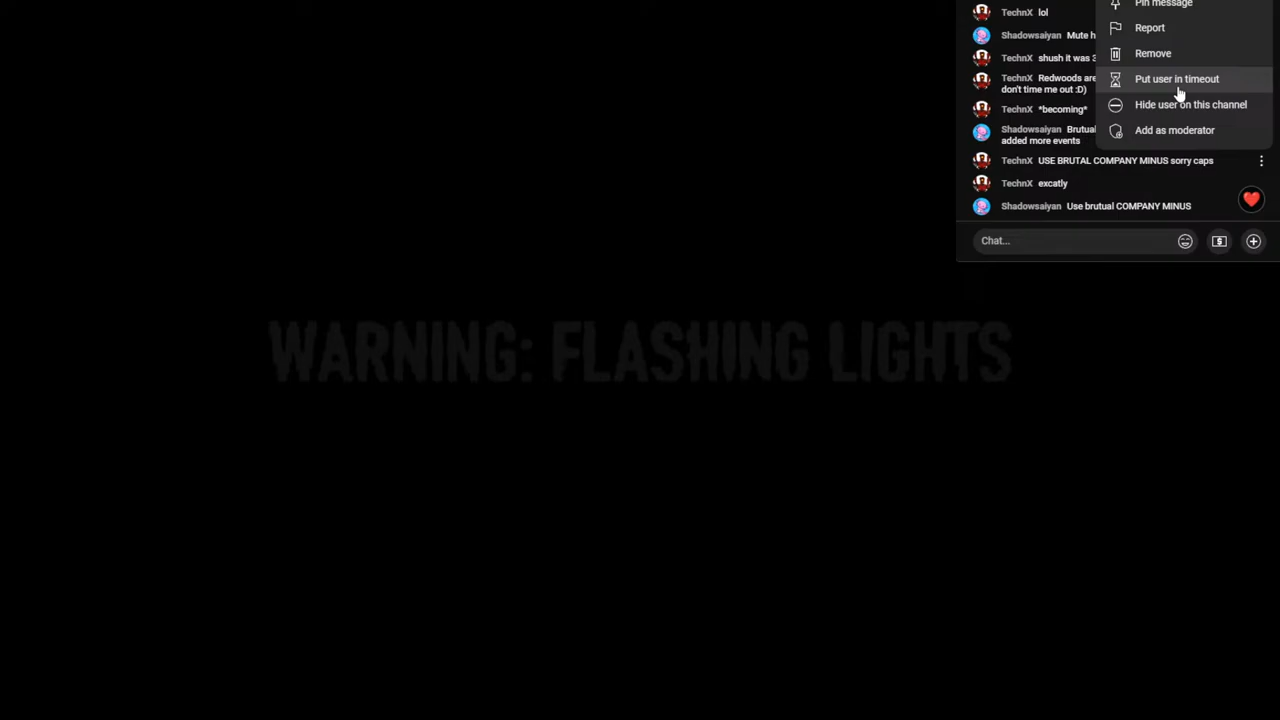 Pin message
TechnX lol
Report
Shadowsaiyan Mute h
Remove
TechnX shush it was 3
TechnX Redwoods are
don't time me out :D)
Put user in timeout
TechnX *becoming*
Hide user on this channel
Shadowsaiyan Brutal
added more events
Add as moderator
TechnX USE BRUTAL COMPANY MINUS sorry caps
TechnX excatly
Shadowsaiyan Use brutual COMPANY MINUS
Chat...
WARNING: FLASHING LIGHTS